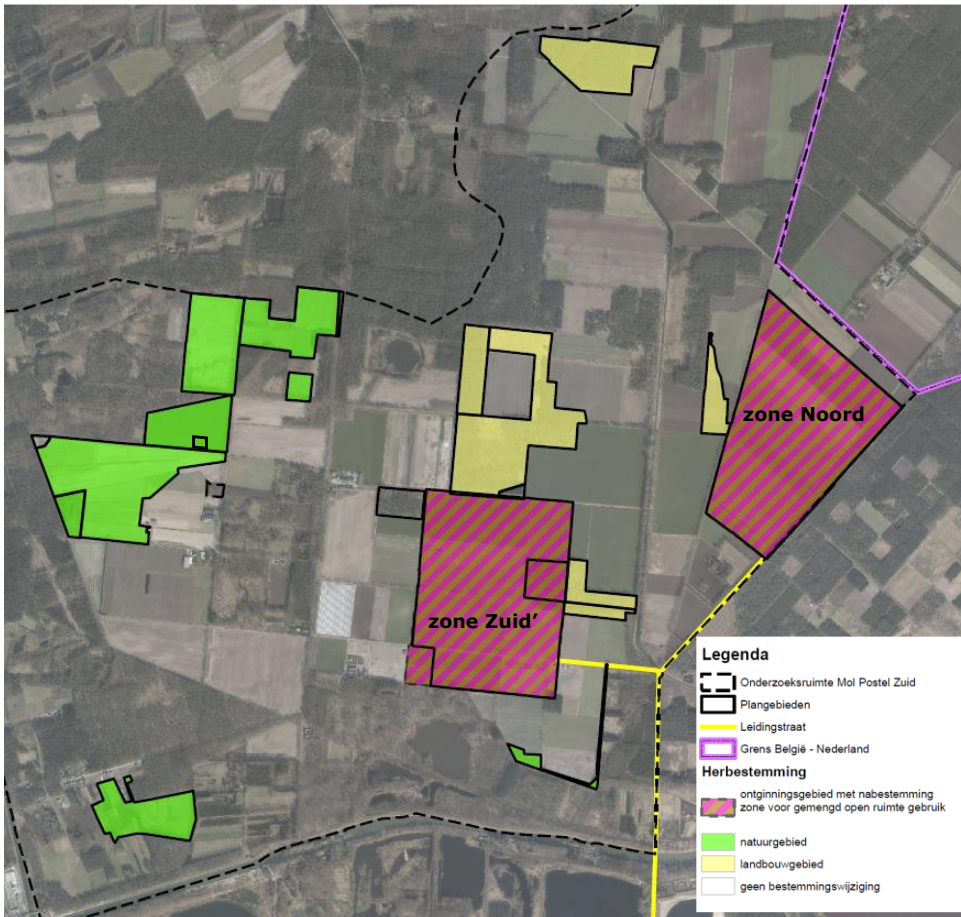 zone Noord
zone Zuid’
Legenda
Onderzoeksruimte Mol Postel Zuid
Plangebieden
Leidingstraat
Grens België - Nederland
Herbestemming
ontginningsgebied met nabestemming
zone voor gemengd open ruimte gebruik
natuurgebied
landbouwgebied
geen bestemmingswijziging